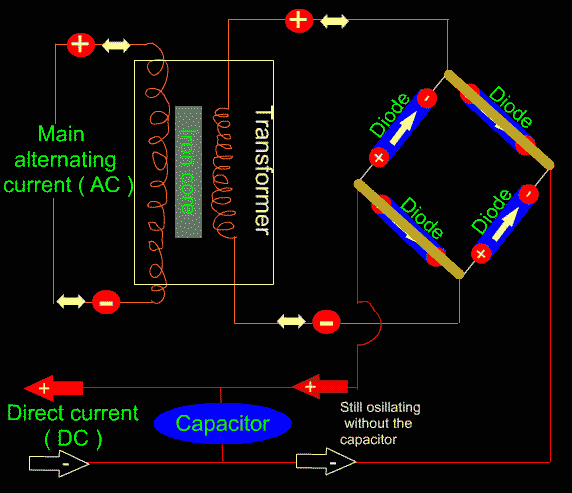 +
+
Main
alternating
current ( AC )
Iron core
Transformer
Diode
Diode
Diode
Diode
-
-
+
+
-
-
+
+
Direct current
( DC )
Capacitor
Still osillating
without the
capacitor
-
-